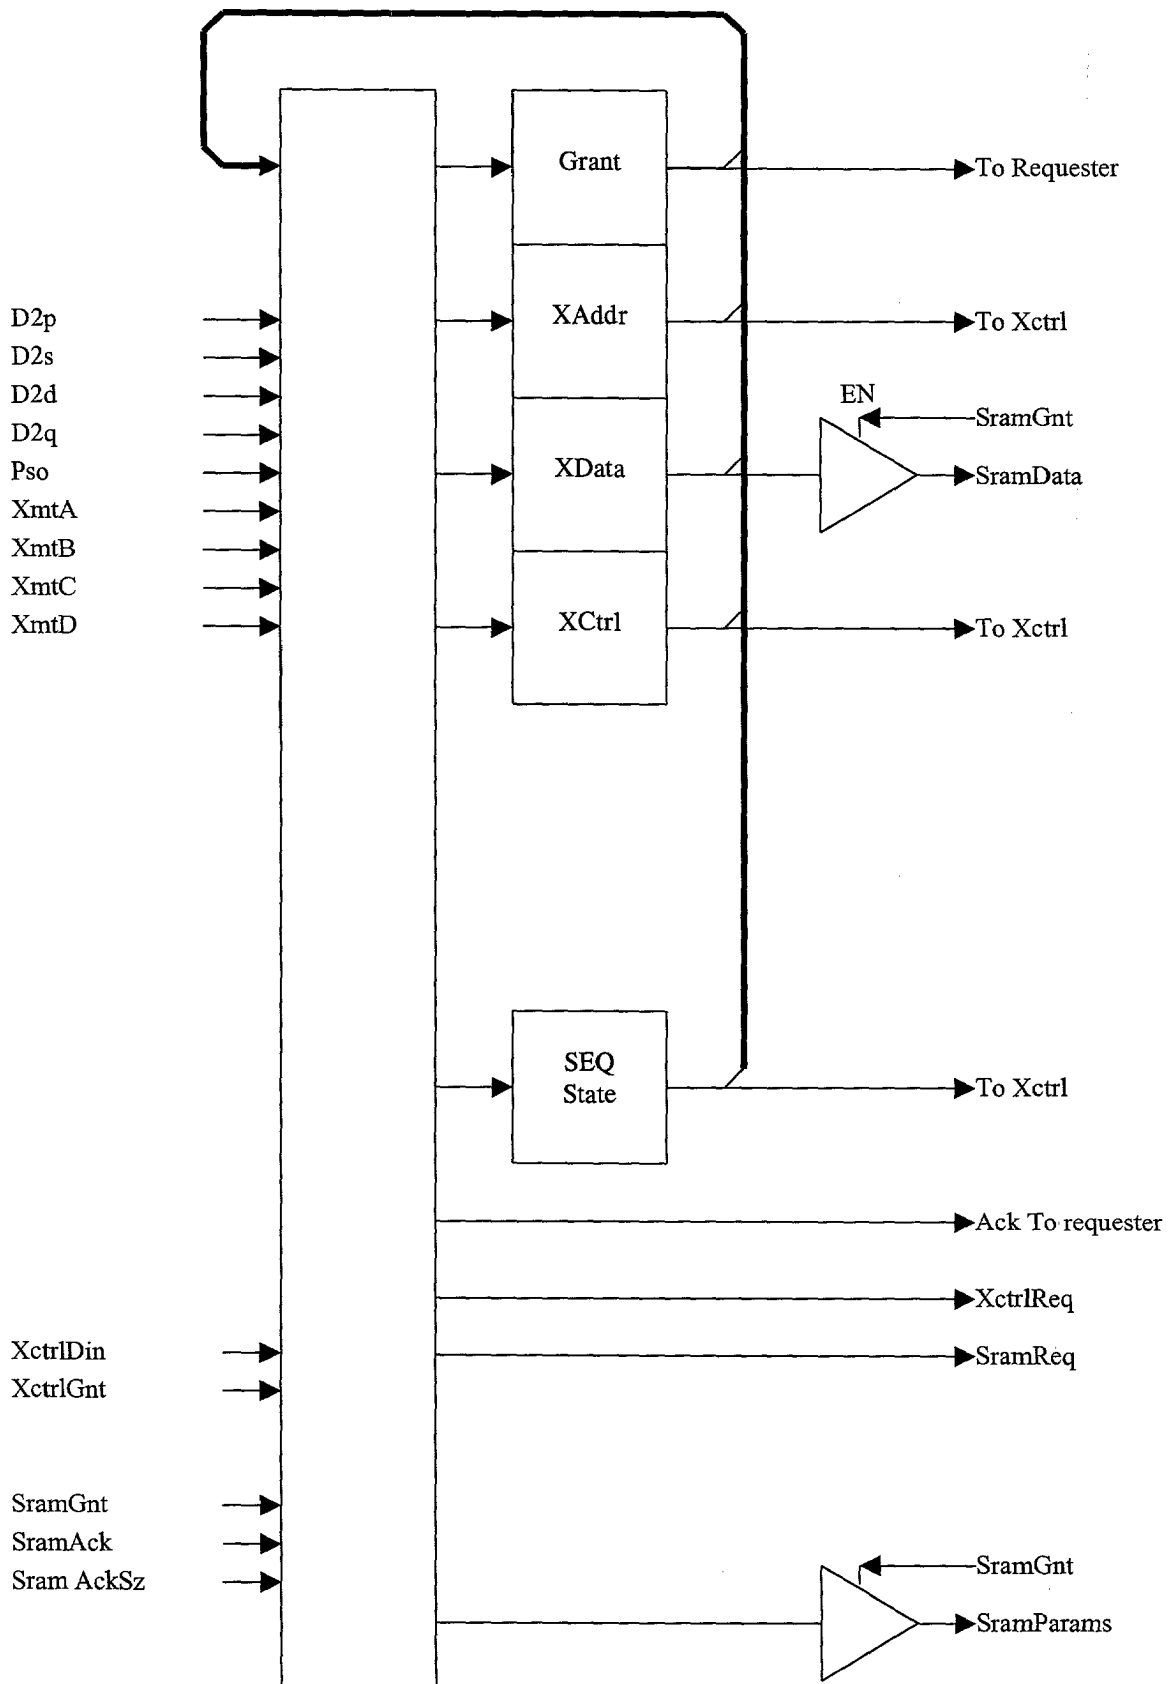 Grant
To Requester
D2p
XAddr
To Xctrl
D2s
D2d
EN
SramGnt
D2q
Pso
XData
SramData
XmtA
XmtB
XmtC
XmtD
XCtrl
To Xctrl
SEQ
State
To Xctrl
Ack To requester
XctrlReq
XctrlDin
SramReq
XctrlGnt
SramGnt
SramAck
Sram AckSz
SramGnt
SramParams